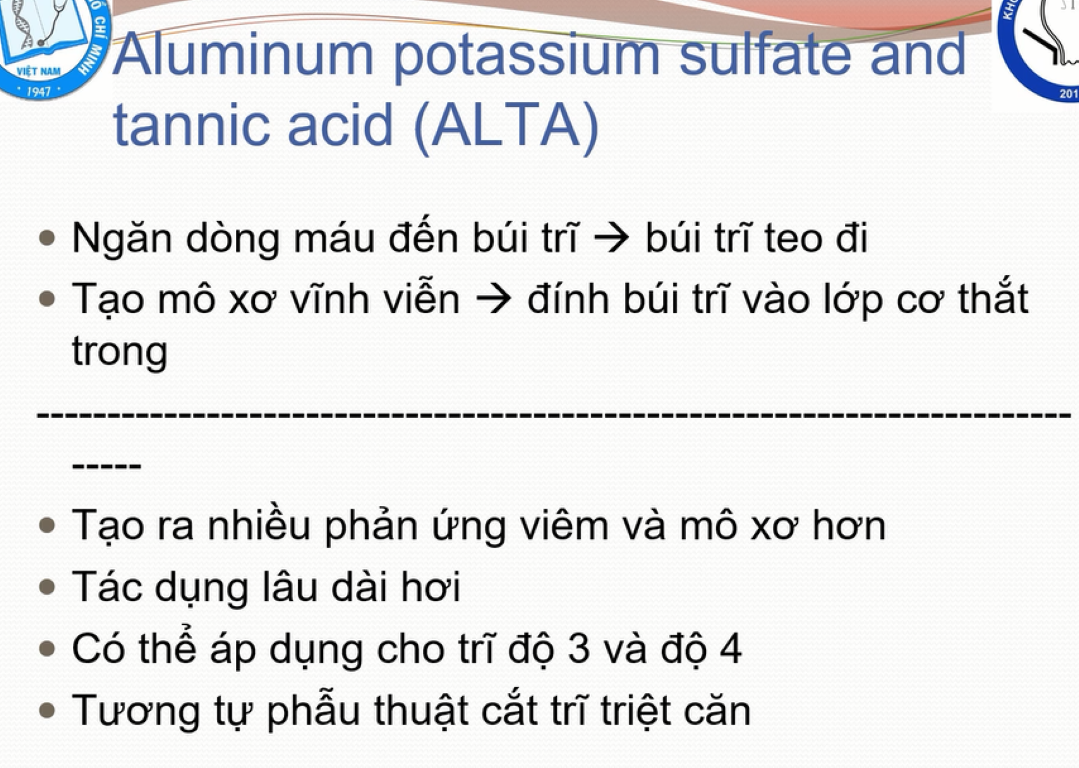 Ố CHÍ MINH
VIỆT NAM
· 1947 ·
KH
201
Aluminum potassium sulfate and
tannic acid (ALTA)
• Ngăn dòng máu đến búi trĩ → búi trĩ teo đi
• Tạo mô xơ vĩnh viễn → đính búi trĩ vào lớp cơ thắt
trong
--------------------------------------------------------------------------
-----
• Tạo ra nhiều phản ứng viêm và mô xơ hơn
• Tác dụng lâu dài hơi
• Có thể áp dụng cho trĩ độ 3 và độ 4
• Tương tự phẫu thuật cắt trĩ triệt căn